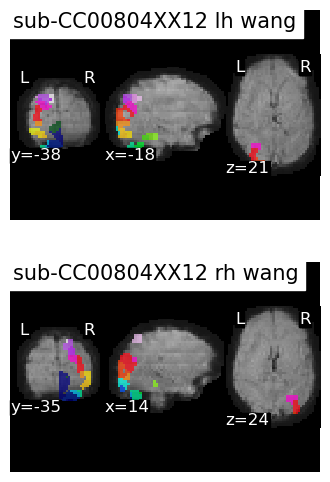 sub-CC00804XX12 lh wang
L R L R
y=-38 x=-18 z=21
sub-CC00804XX12 rh wang
L R L R
y=-35 x=14 z=24